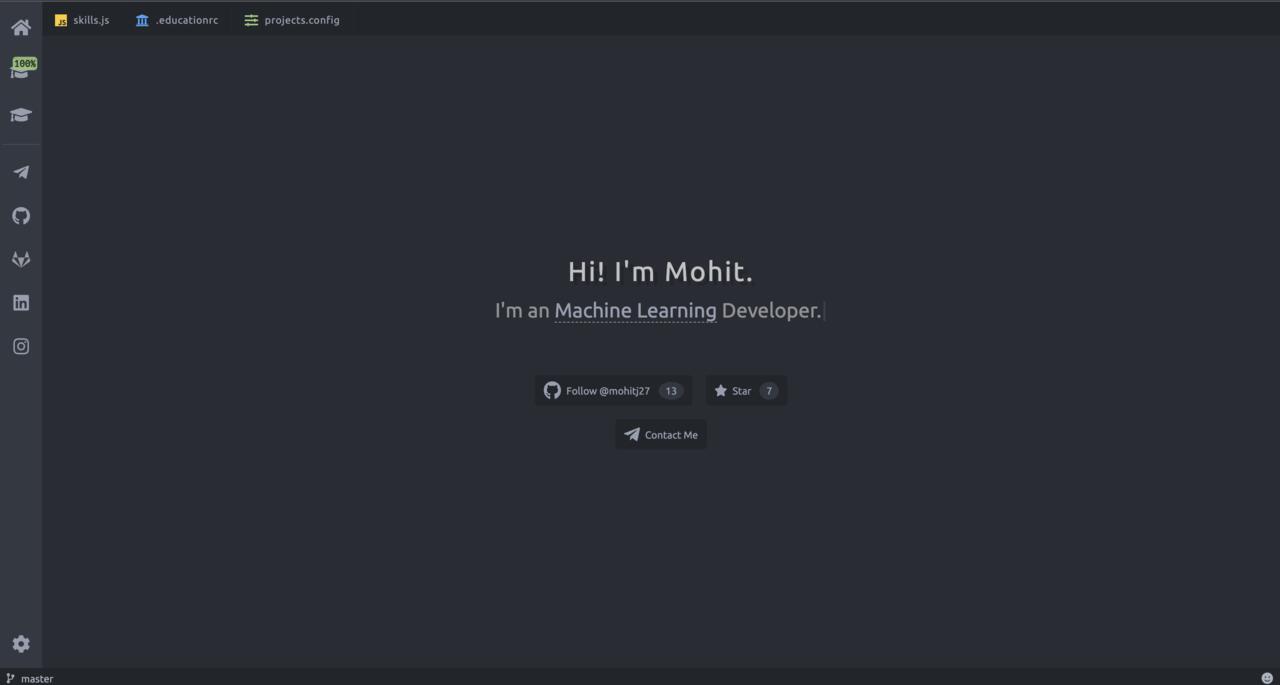 JS skills.js
.educationrc
projects.config
100%
Hi! I'm Mohit.
I'm an Machine Learning Developer.
Follow @mohitj27 13
Star 7
Contact Me
in
master